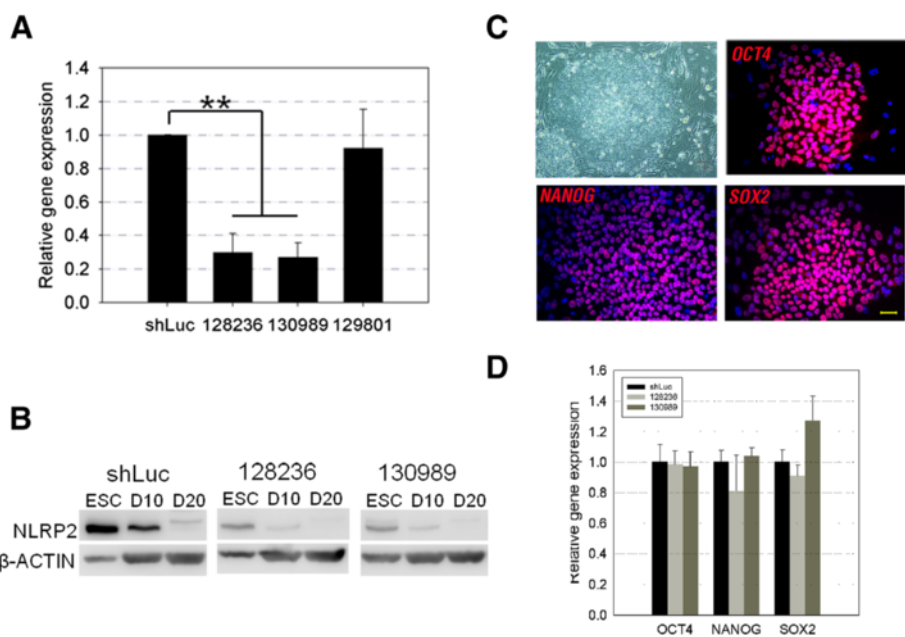 A
Relative gene expression
1.4
1.2
1.0
0.8
0.6
0.4
0.2
0.0
**
shLuc 128236 130989 129801
B
shLuc 128236 130989
ESC D10 D20 ESC D10 D20 ESC D10 D20
NLRP2
β-ACTIN
C
OCT4
NANOG
SOX2
D
Relative gene expression
1.6
1.4
1.2
1.0
0.8
0.6
0.4
0.2
0.0
shLuc
128236
130989
OCT4 NANOG SOX2